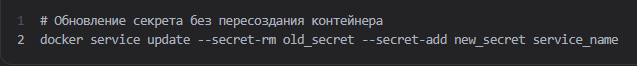 1 # Обновление секрета без пересоздания контейнера
2 docker service update --secret-rm old_secret --secret-add new_secret service_name